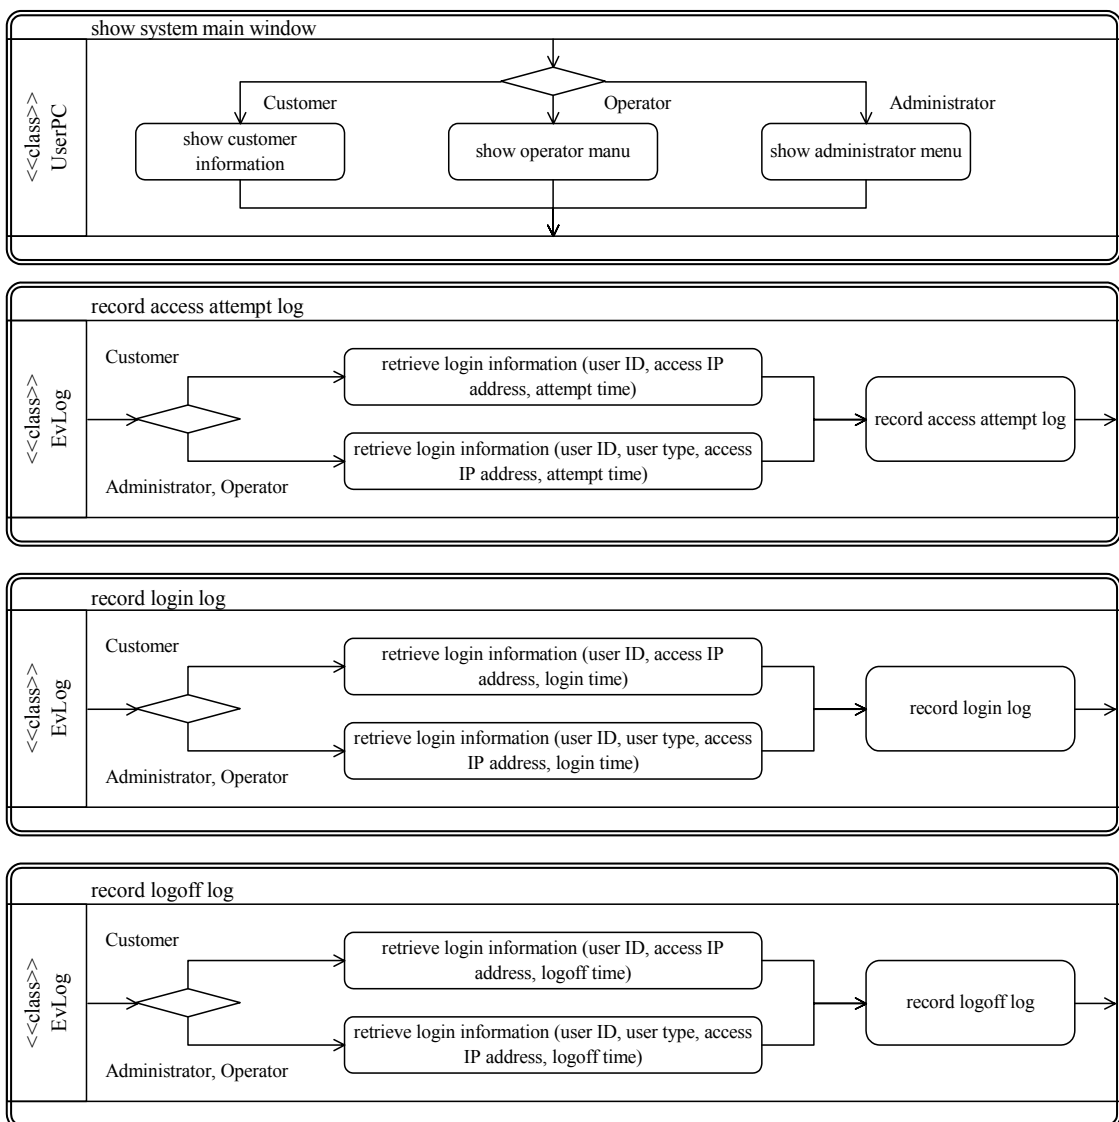 show system main window
<<class>>
UserPC
Customer
Operator
Administrator
show customer
information
show operator manu
show administrator menu
record access attempt log
<<class>>
EvLog
Customer
retrieve login information (user ID, access IP
address, attempt time)
record access attempt log
retrieve login information (user ID, user type, access
IP address, attempt time)
Administrator, Operator
record login log
<<class>>
EvLog
Customer
retrieve login information (user ID, access IP
address, login time)
record login log
retrieve login information (user ID, user type, access
IP address, login time)
Administrator, Operator
record logoff log
<<class>>
EvLog
Customer
retrieve login information (user ID, access IP
address, logoff time)
record logoff log
retrieve login information (user ID, user type, access
IP address, logoff time)
Administrator, Operator